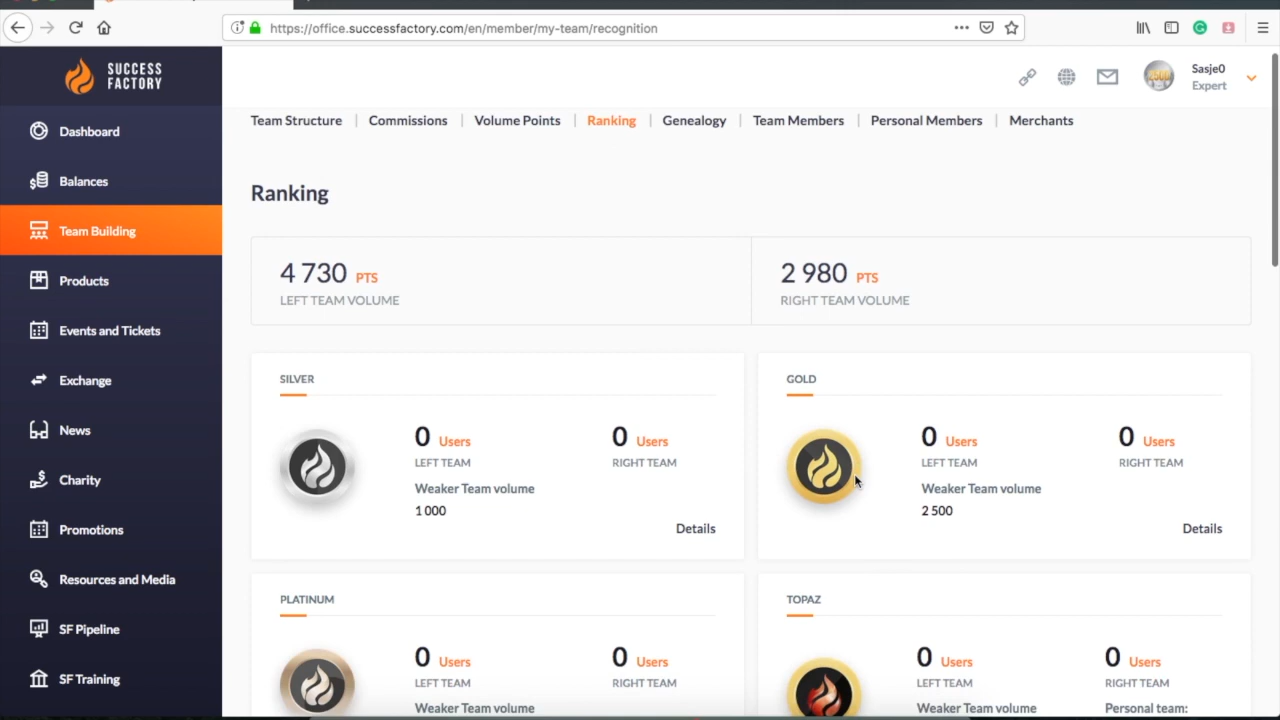 https://office.successfactory.com/en/member/my-team/recognition
SUCCESS
FACTORY
Sasje0
Expert
Dashboard
Balances
Team Building
Products
Events and Tickets
Exchange
News
Charity
Promotions
Resources and Media
SF Pipeline
SF Training
Team Structure | Commissions | Volume Points | Ranking | Genealogy | Team Members | Personal Members | Merchants
Ranking
4 730 PTS
LEFT TEAM VOLUME
2 980 PTS
RIGHT TEAM VOLUME
SILVER
0 Users
LEFT TEAM
0 Users
RIGHT TEAM
Weaker Team volume
1 000
Details
GOLD
0 Users
LEFT TEAM
0 Users
RIGHT TEAM
Weaker Team volume
2 500
Details
PLATINUM
0 Users
LEFT TEAM
0 Users
RIGHT TEAM
Weaker Team volume
TOPAZ
0 Users
LEFT TEAM
0 Users
RIGHT TEAM
Weaker Team volume
Personal team: